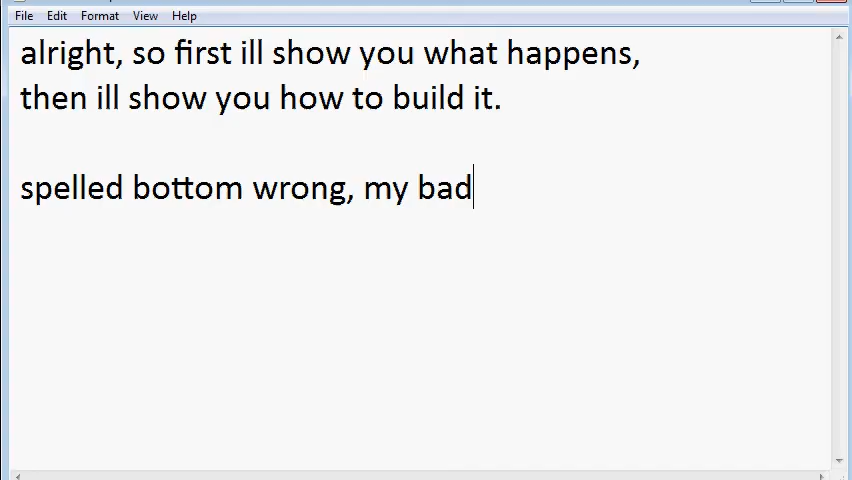 File Edit Format View Help
alright, so first ill show you what happens,
then ill show you how to build it.
spelled bottom wrong, my bad